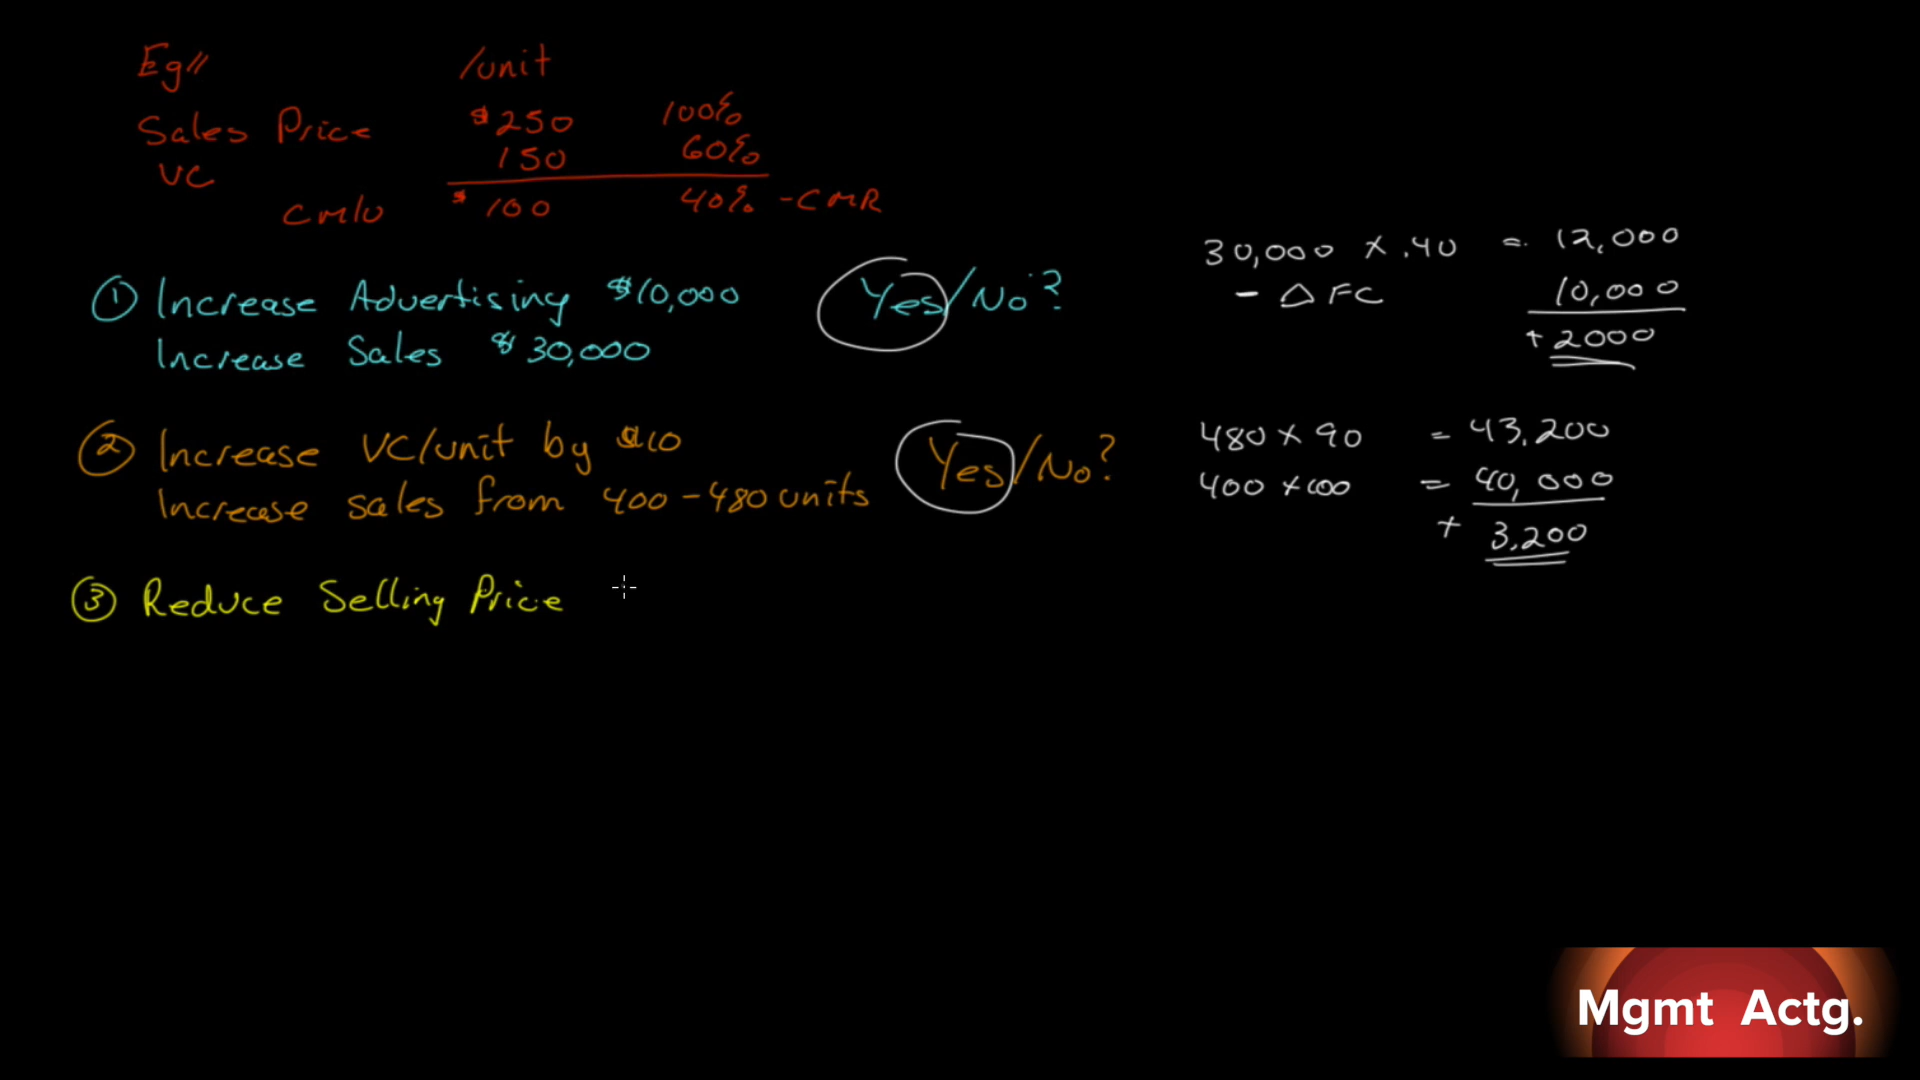 Eg// /unit
Sales Price $250 100%
VC 150 60%
CM/U $100 40% - CMR
① Increase Advertising $10,000 Yes/No?
Increase Sales $30,000
30,000 x .40 = 12,000
- △ FC 10,000
+ 2000
② Increase VC/unit by $10 Yes/No?
Increase sales from 400 - 480 units
480 x 90 = 43,200
400 x 100 = 40,000
+ 3,200
③ Reduce Selling Price
Mgmt Actg.